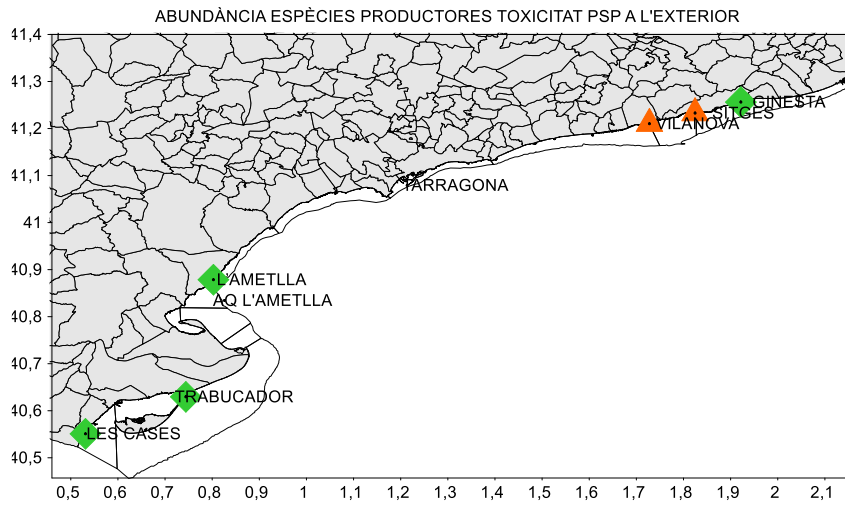 ABUNDÀNCIA ESPÈCIES PRODUCTORES TOXICITAT PSP A L'EXTERIOR
41,4
41,3
GINESTA
SITGES
41,2
VILANOVA
41,1
TARRAGONA
41
40,9
L'AMETLLA
AQ L'AMETLLA
40,8
40,7
40,6
TRABUCADOR
LES CASES
40,5
0,5 0,6 0,7 0,8 0,9 1 1,1 1,2 1,3 1,4 1,5 1,6 1,7 1,8 1,9 2 2,1